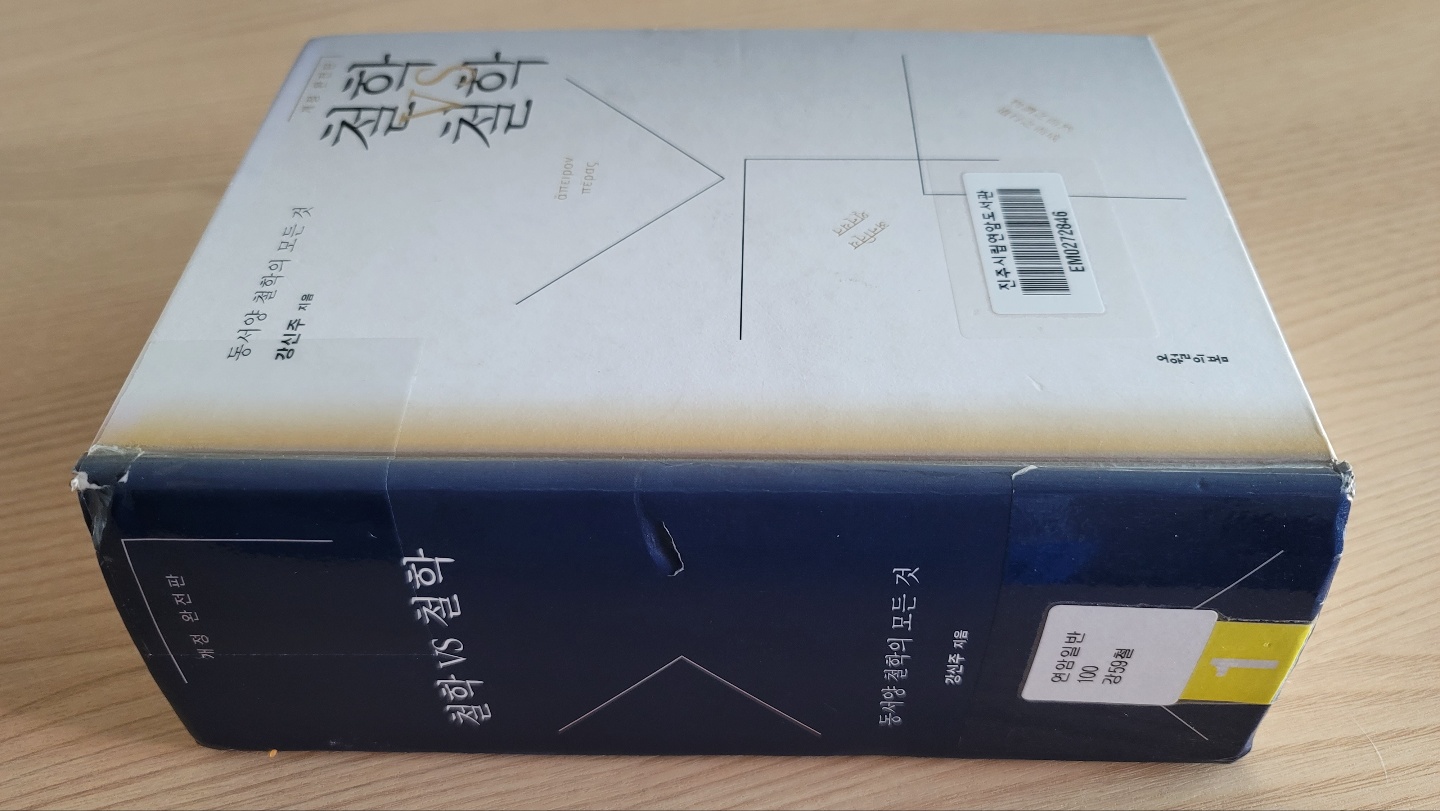 개정 완전판
철학
VS
철학
동서양 철학의 모든 것
강신주 지음
ἄπειρον
πέρας
진주시립연암도서관
EM0272846
오월의봄
개정 완전판
철학 VS 철학
동서양 철학의 모든 것
강신주 지음
연암일반
100
강59철
1